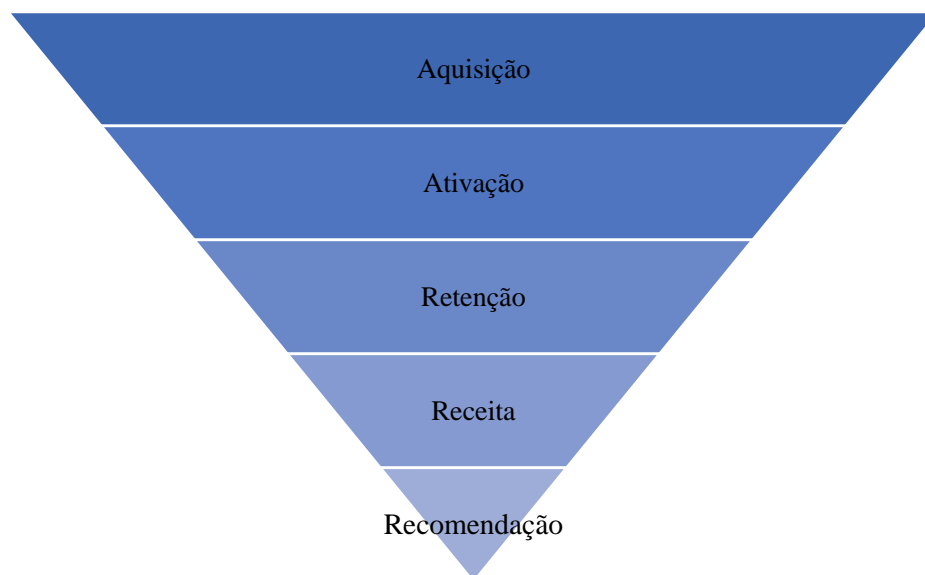 Aquisição
Ativação
Retenção
Receita
Recomendação